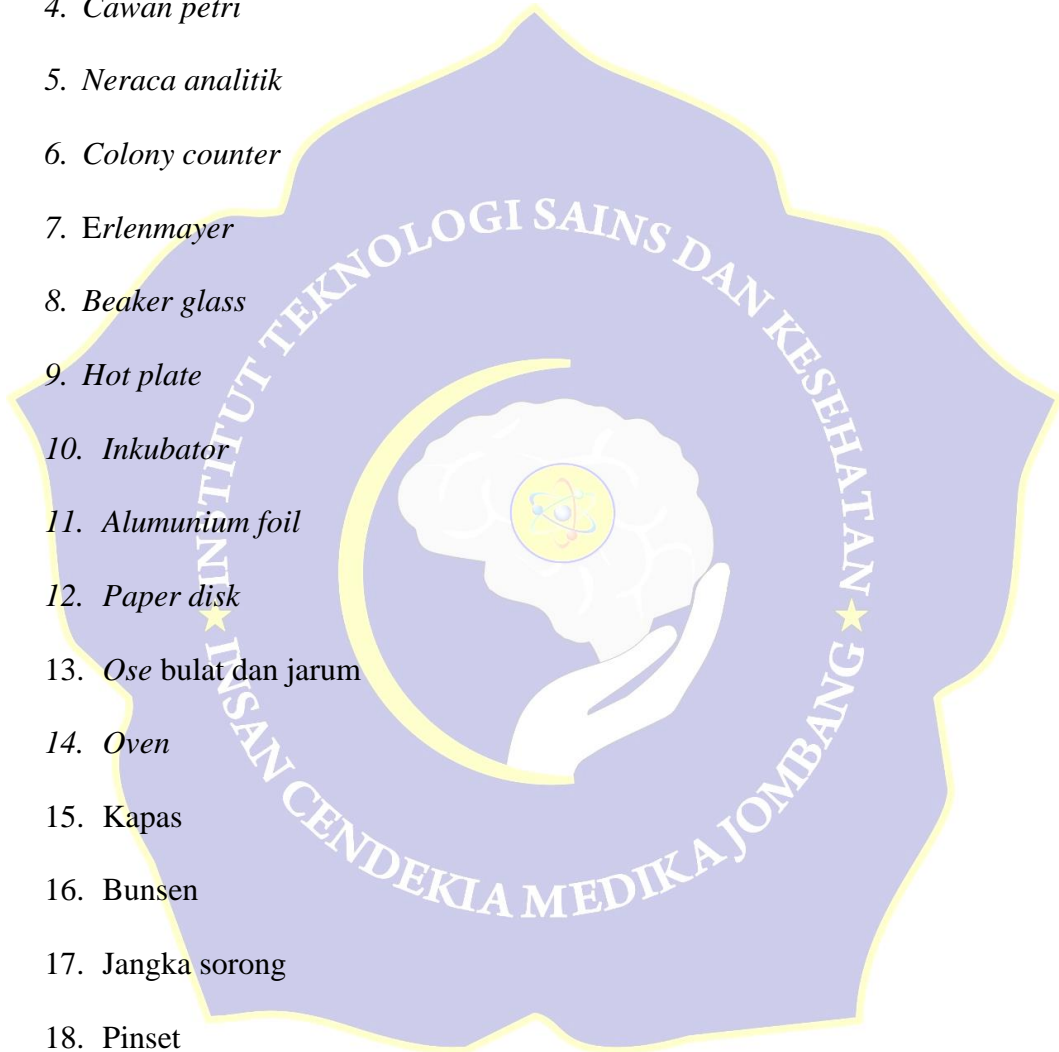 4. Cawan petri
5. Neraca analitik
6. Colony counter
7. Erlenmayer
8. Beaker glass
9. Hot plate
10. Inkubator
11. Alumunium foil
12. Paper disk
13. Ose bulat dan jarum
14. Oven
15. Kapas
16. Bunsen
17. Jangka sorong
18. Pinset
INSTITUT TEKNOLOGI SAINS DAN KESEHATAN
INSAN CENDEKIA MEDIKA JOMBANG